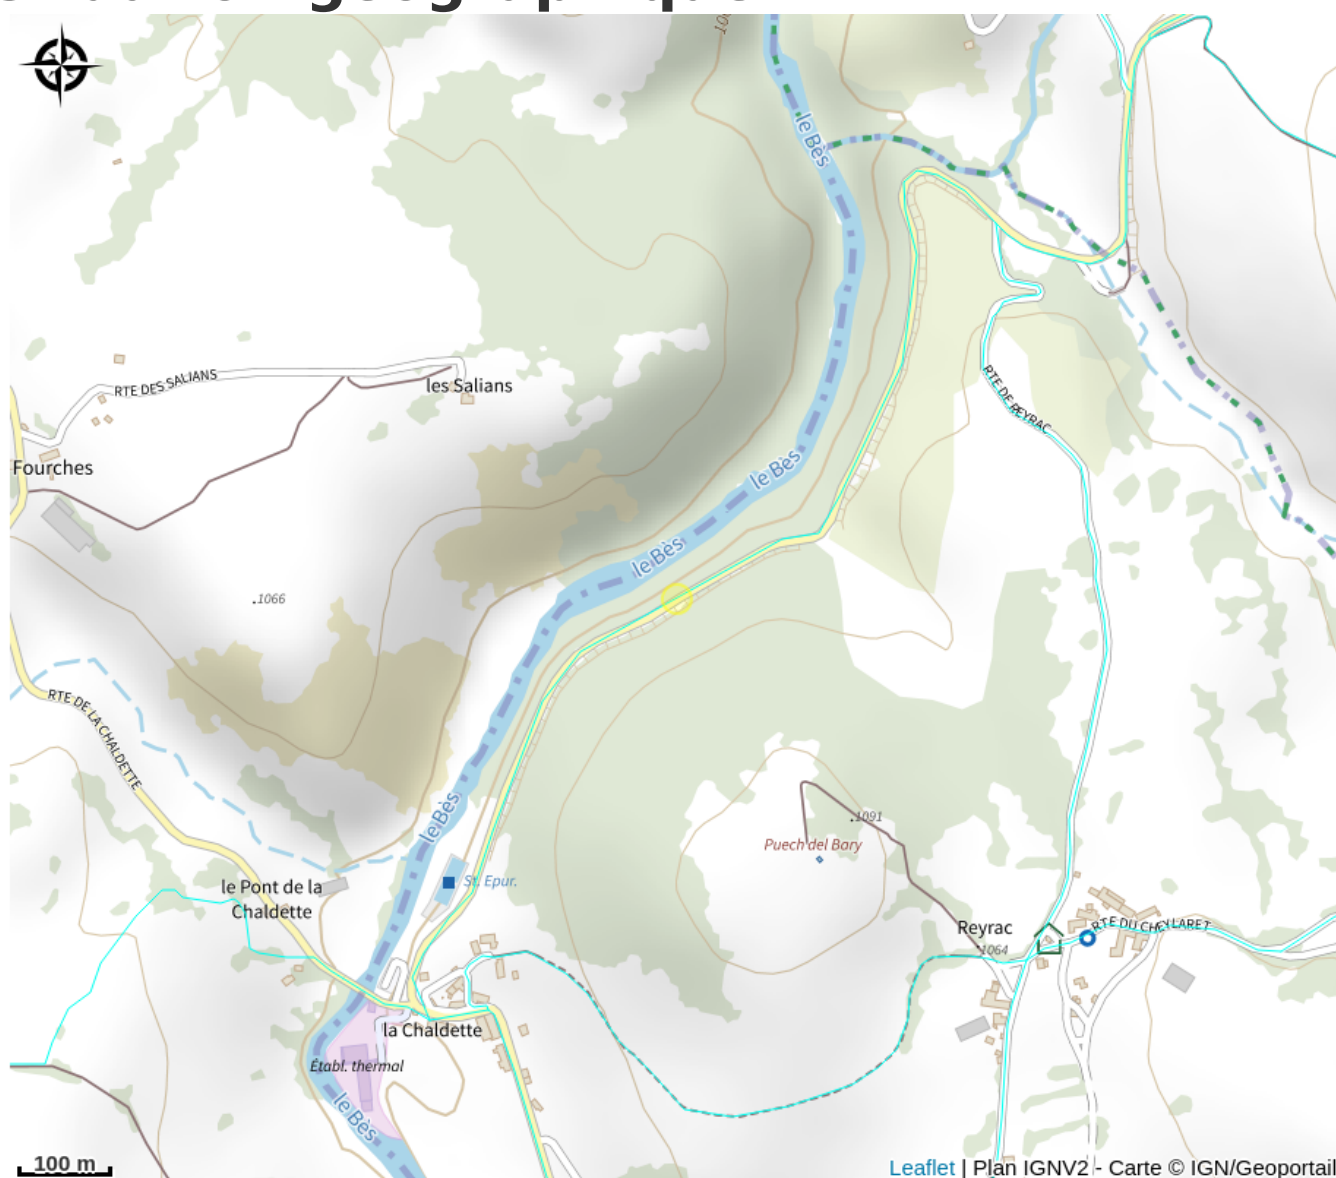 le Bès
RTE DES SALIANS
les Salians
RTE DE REYRAC
Fourches
le Bès
le Bès
.1066
RTE DE LA CHALDETTE
le Bès
.1091
Puech del Bary
St. Epur.
le Pont de la
Chaldette
RTE DU CHEYLARET
Reyrac
1064
la Chaldette
Établ. thermal
le Bès
100 m
Leaflet | Plan IGNV2 - Carte © IGN/Geoportail